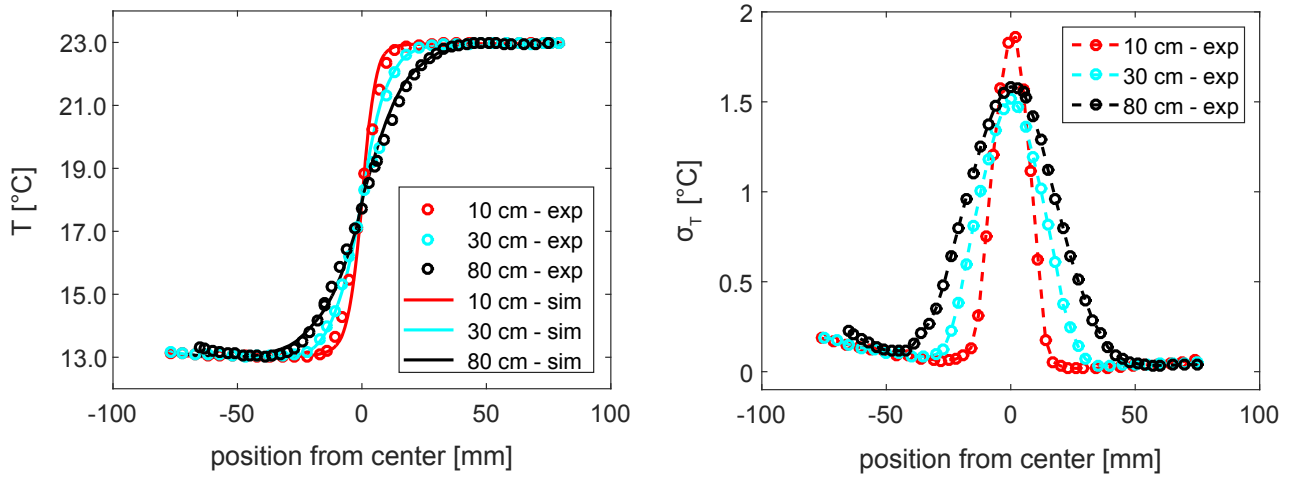 23.0
21.0
19.0
17.0
15.0
13.0
T [°C]
-100
-50
0
50
100
position from center [mm]
10 cm - exp
30 cm - exp
80 cm - exp
10 cm - sim
30 cm - sim
80 cm - sim
2
1.5
1
0.5
0
σT [°C]
-100
-50
0
50
100
position from center [mm]
10 cm - exp
30 cm - exp
80 cm - exp